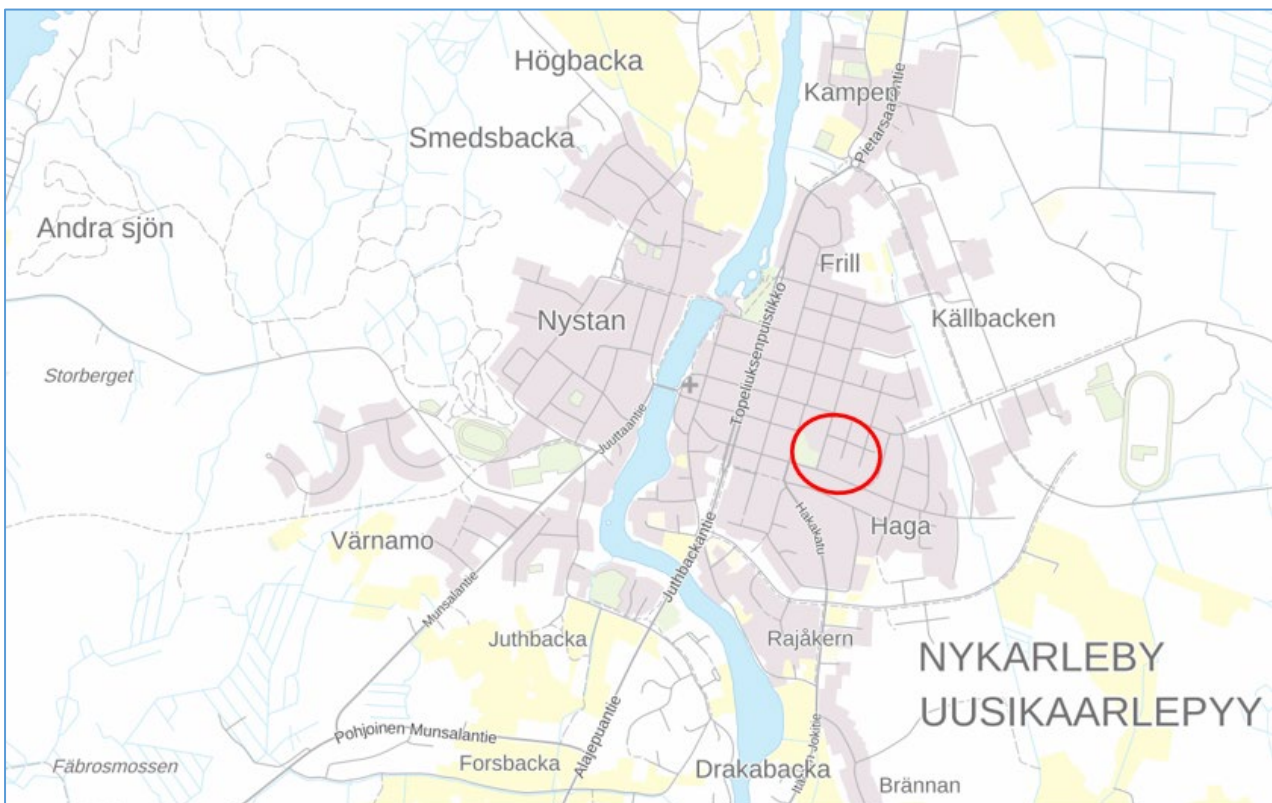 Högbacka
Kampen
Smedsbacka
Pietarsaarentie
Andra sjön
Frill
Källbacken
Nystan
Topeliuksenpuistikko
Storberget
Juuttaantie
Haga
Hakakatu
Värnamo
Juthbackantie
Munsalantie
Juthbacka
Rajåkern
NYKARLEBY
UUSIKAARLEPYY
Pohjoinen Munsalantie
Alajepuantie
Fäbrosmossen
Forsbacka
Drakabacka
Jokitie
Brännan